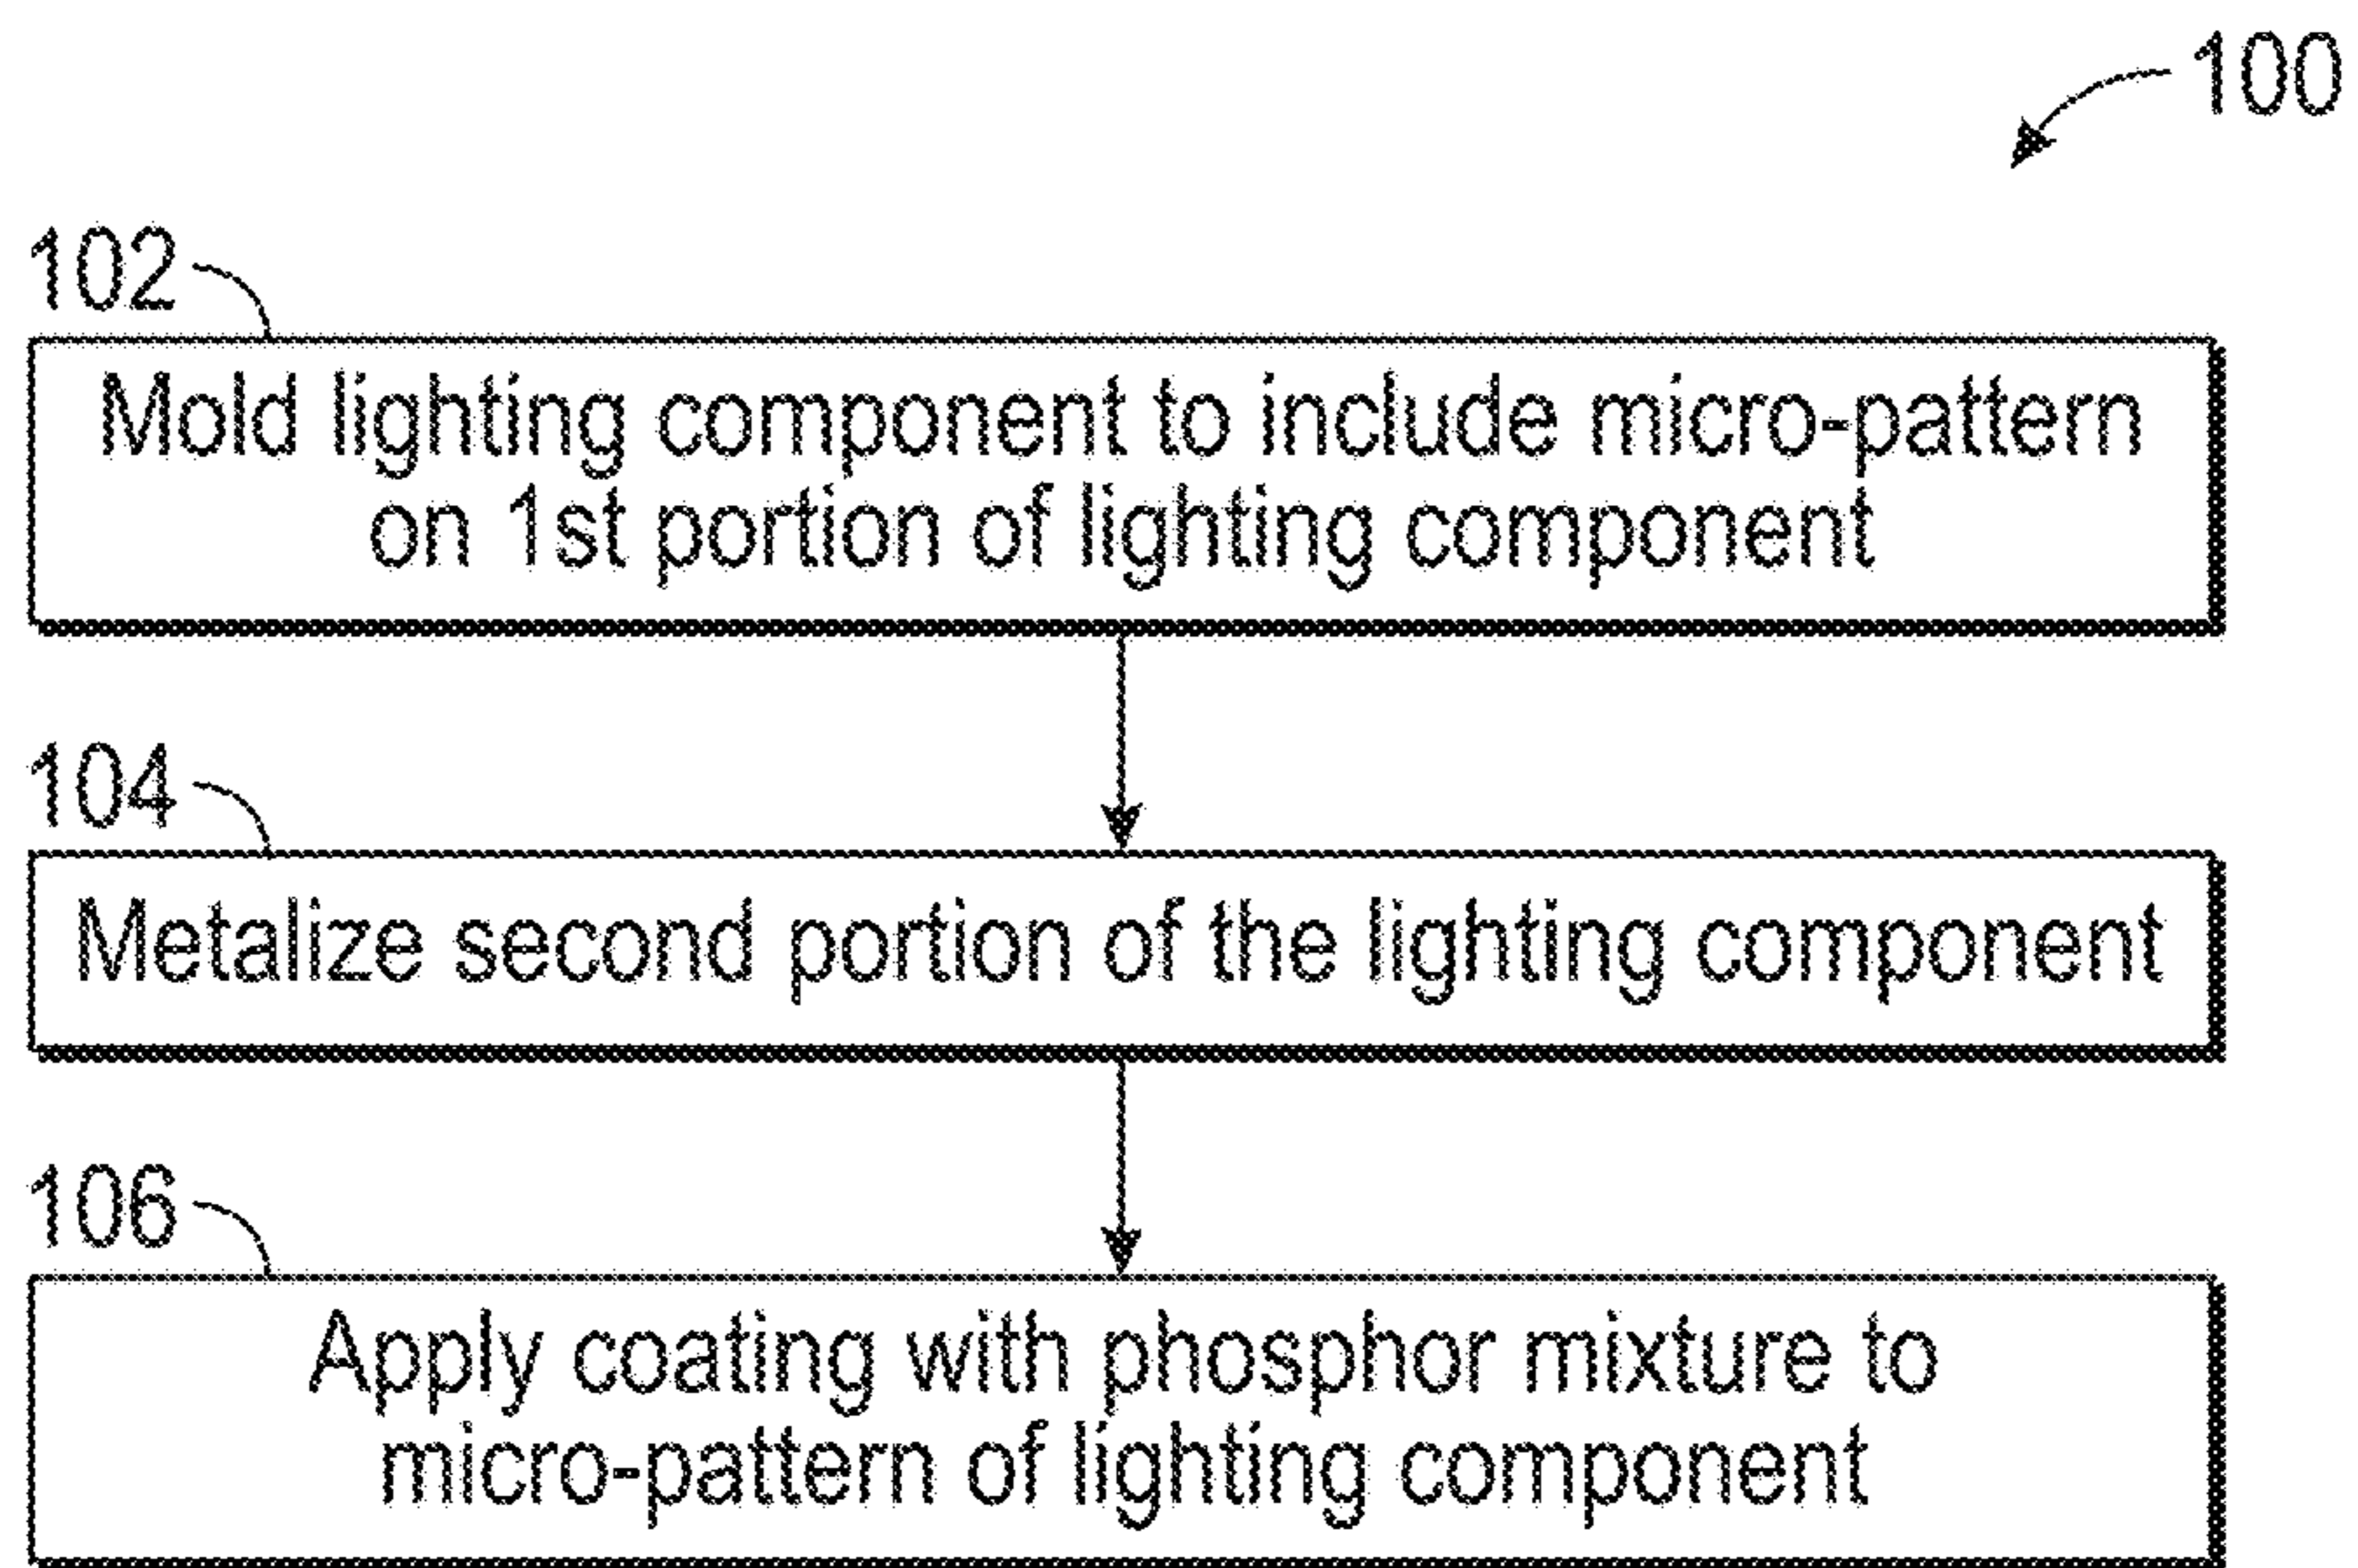 100
102
Mold lighting component to include micro-pattern
on 1st portion of lighting component
104
Metalize second portion of the lighting component
106
Apply coating with phosphor mixture to
micro-pattern of lighting component